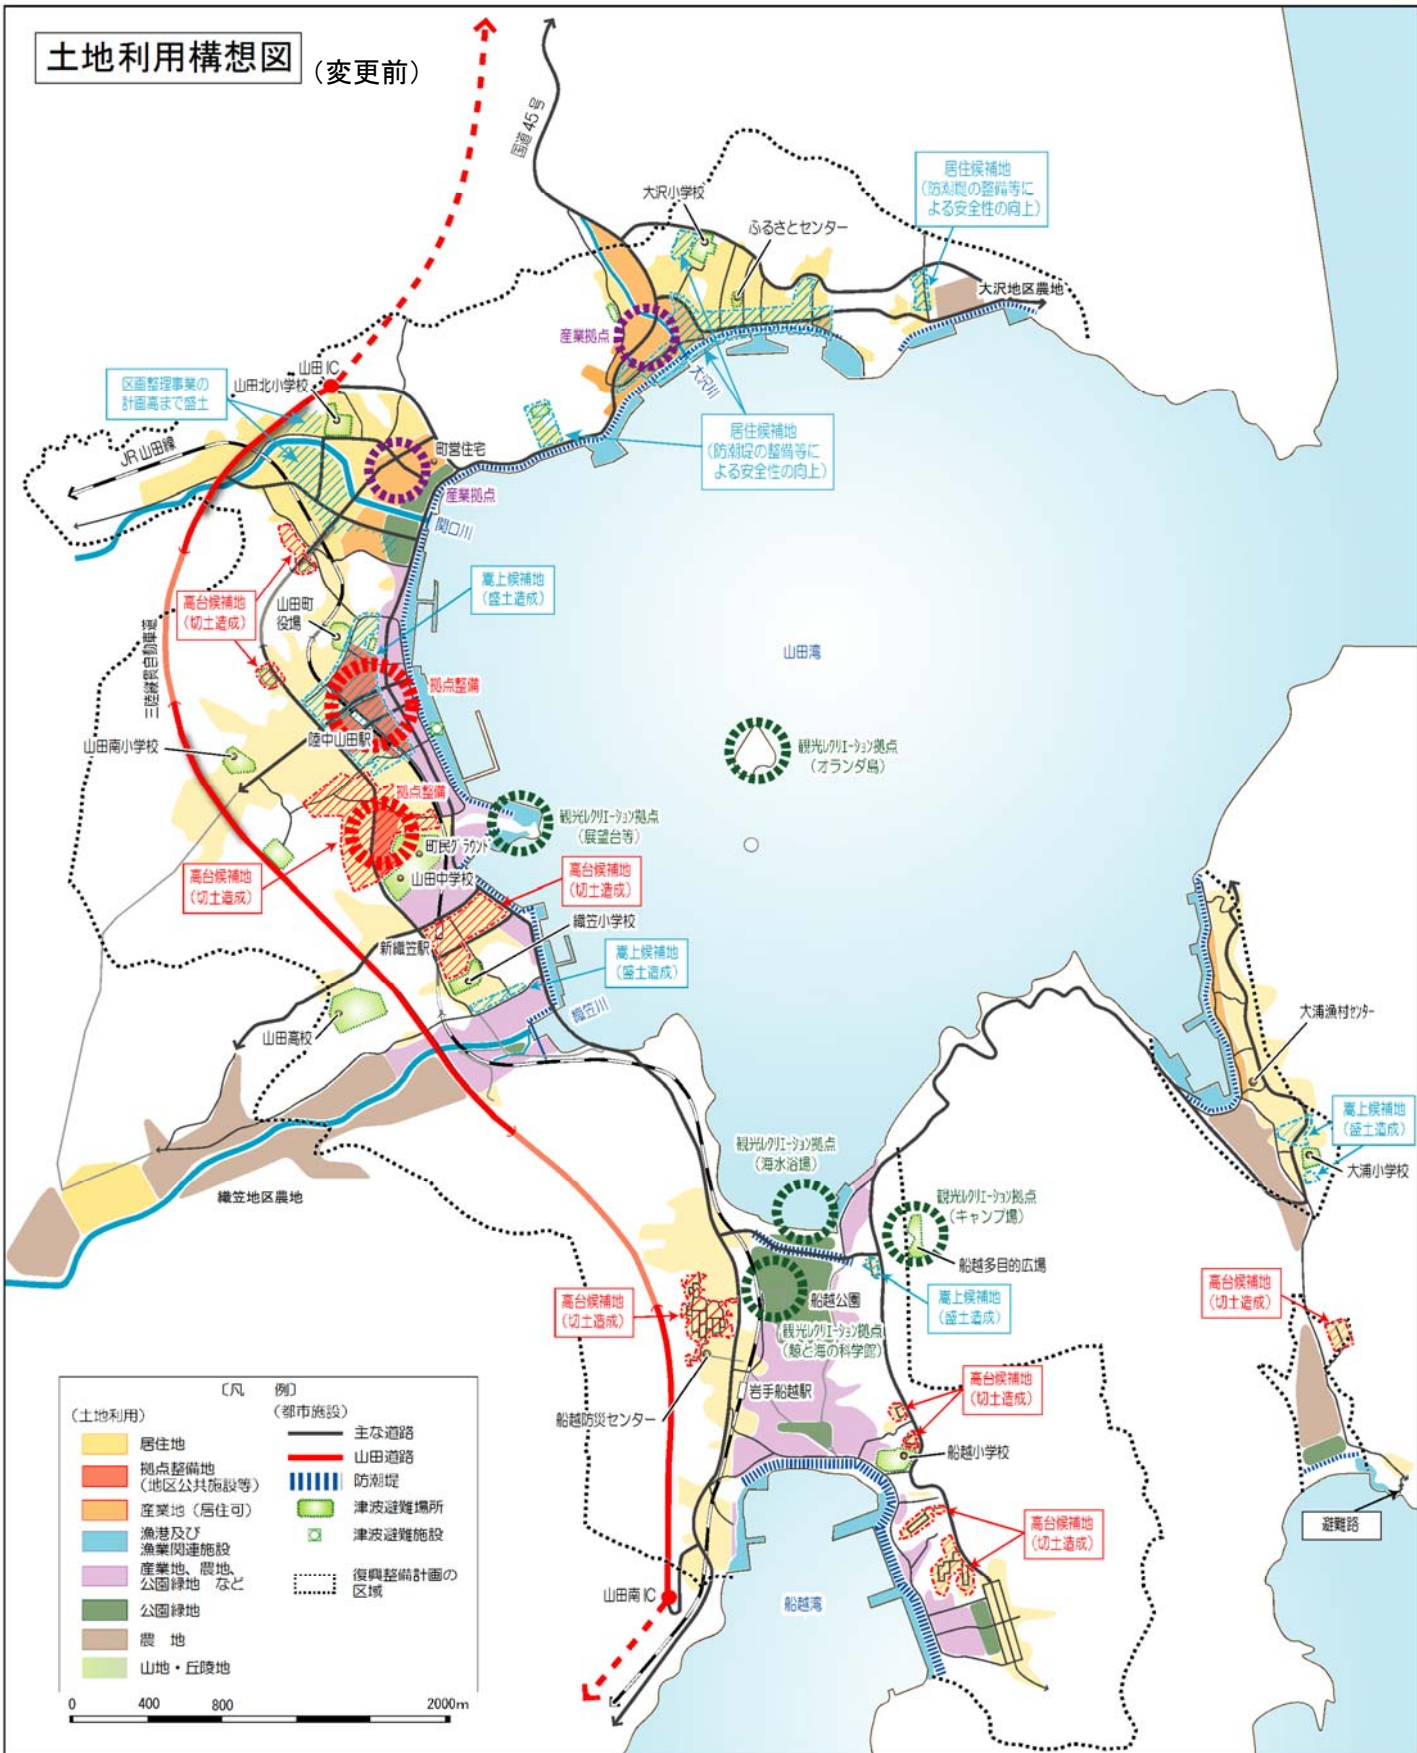 土地利用構想図
(変更前)
国道45号
大沢小学校
ふるさとセンター
居住候補地
(防潮堤の整備等に
よる安全性の向上)
大沢地区農地
産業拠点
大沢川
居住候補地
(防潮堤の整備等に
よる安全性の向上)
山田IC
山田北小学校
区画整理事業の
計画高まで盛土
JR山田線
町営住宅
産業拠点
関口川
嵩上候補地
(盛土造成)
高台候補地
(切土造成)
山田町
役場
三陸縦貫自動車道
拠点整備
陸中山田駅
山田南小学校
山田湾
観光レクリエーション拠点
(オランダ島)
拠点整備
観光レクリエーション拠点
(展望台等)
町民グラウンド
山田中学校
高台候補地
(切土造成)
高台候補地
(切土造成)
織笠小学校
新織笠駅
嵩上候補地
(盛土造成)
織笠川
山田高校
織笠地区農地
大浦漁村センター
嵩上候補地
(盛土造成)
大浦小学校
観光レクリエーション拠点
(海水浴場)
観光レクリエーション拠点
(キャンプ場)
船越多目的広場
高台候補地
(切土造成)
船越公園
嵩上候補地
(盛土造成)
高台候補地
(切土造成)
観光レクリエーション拠点
(鯨と海の科学館)
岩手船越駅
高台候補地
(切土造成)
船越防災センター
船越小学校
高台候補地
(切土造成)
避難路
山田南IC
船越湾
〔凡 例〕
(土地利用)
居住地
拠点整備地
(地区公共施設等)
産業地(居住可)
漁港及び
漁業関連施設
産業地、農地、
公園緑地 など
公園緑地
農 地
山地・丘陵地
(都市施設)
主な道路
山田道路
防潮堤
津波避難場所
津波避難施設
復興整備計画の
区域
0 400 800 2000m